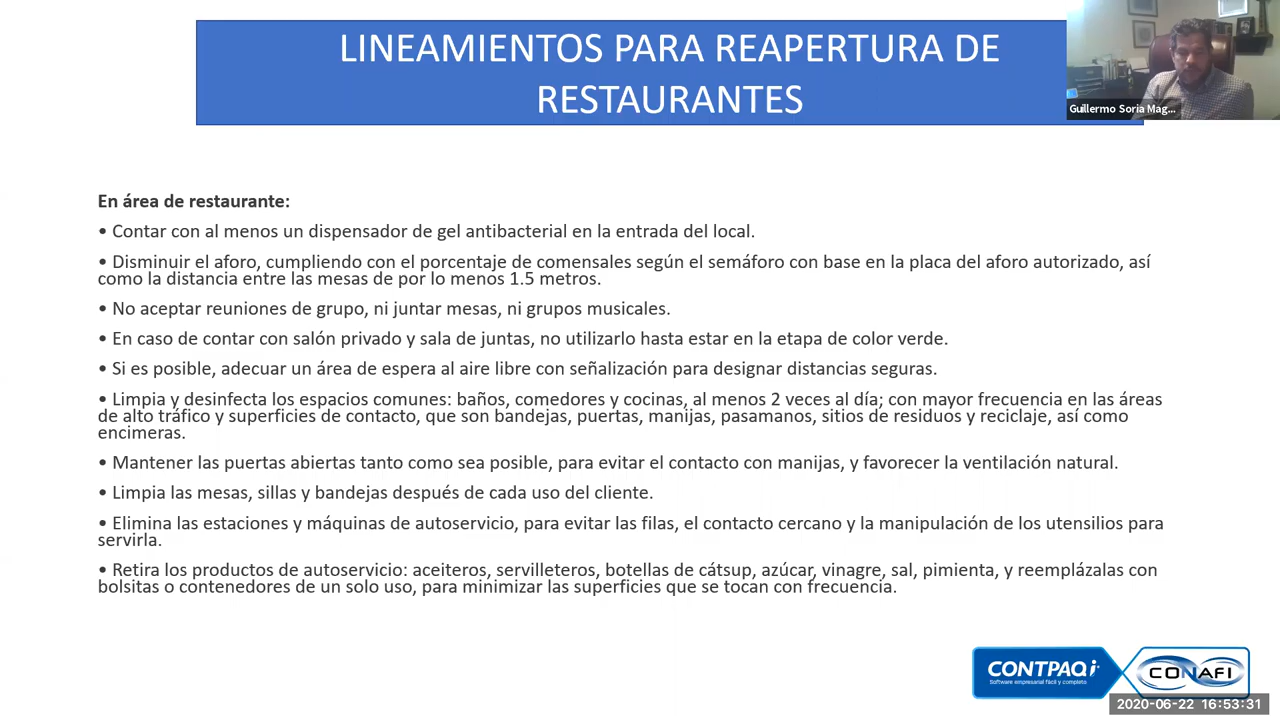 LINEAMIENTOS PARA REAPERTURA DE
RESTAURANTES
Guillermo Soria Mag...
En área de restaurante:
• Contar con al menos un dispensador de gel antibacterial en la entrada del local.
• Disminuir el aforo, cumpliendo con el porcentaje de comensales según el semáforo con base en la placa del aforo autorizado, así
como la distancia entre las mesas de por lo menos 1.5 metros.
• No aceptar reuniones de grupo, ni juntar mesas, ni grupos musicales.
• En caso de contar con salón privado y sala de juntas, no utilizarlo hasta estar en la etapa de color verde.
• Si es posible, adecuar un área de espera al aire libre con señalización para designar distancias seguras.
• Limpia y desinfecta los espacios comunes: baños, comedores y cocinas, al menos 2 veces al día; con mayor frecuencia en las áreas
de alto tráfico y superficies de contacto, que son bandejas, puertas, manijas, pasamanos, sitios de residuos y reciclaje, así como
encimeras.
• Mantener las puertas abiertas tanto como sea posible, para evitar el contacto con manijas, y favorecer la ventilación natural.
• Limpia las mesas, sillas y bandejas después de cada uso del cliente.
• Elimina las estaciones y máquinas de autoservicio, para evitar las filas, el contacto cercano y la manipulación de los utensilios para
servirla.
• Retira los productos de autoservicio: aceiteros, servilleteros, botellas de cátsup, azúcar, vinagre, sal, pimienta, y reemplázalas con
bolsitas o contenedores de un solo uso, para minimizar las superficies que se tocan con frecuencia.
CONTPAQi
Software empresarial fácil y completo
CONAFI
2020-06-22 16:53:31